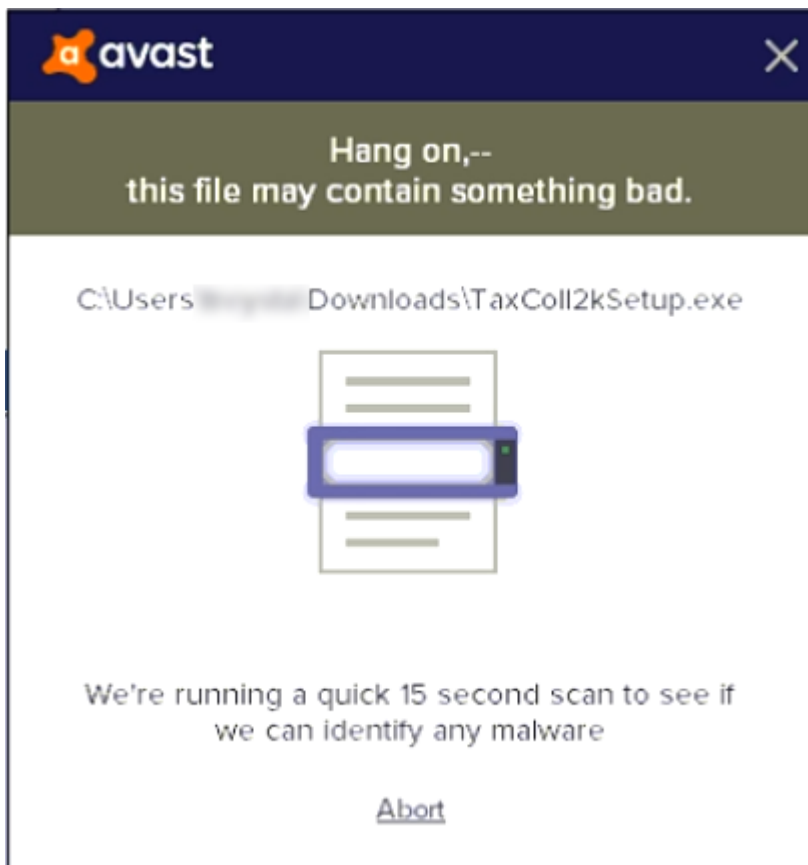 avast
Hang on,--
this file may contain something bad.
C:\Users Downloads\TaxColl2kSetup.exe
We're running a quick 15 second scan to see if
we can identify any malware
Abort